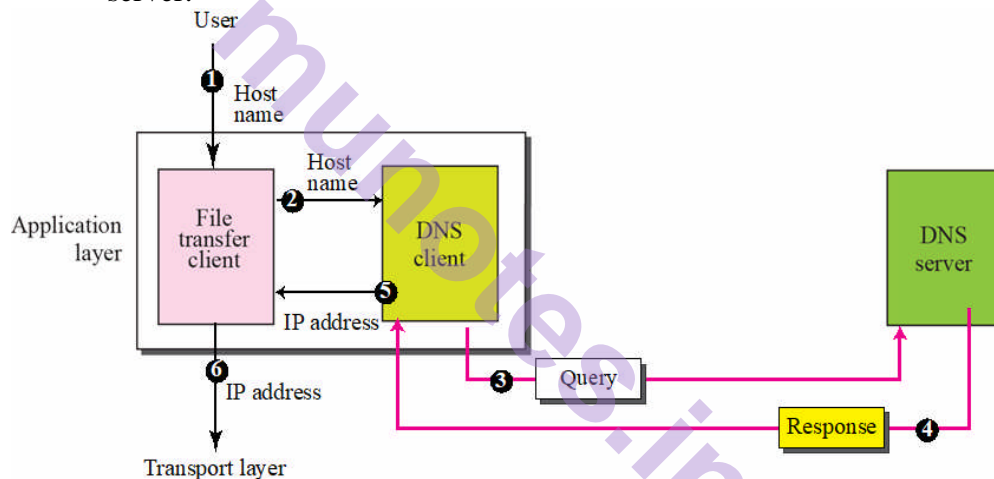 server.
User
1
Host
name
Host
name
2
File
transfer
client
DNS
client
DNS
server
Application
layer
5
IP address
6
IP address
3
Query
Response
4
Transport layer
munotes.in